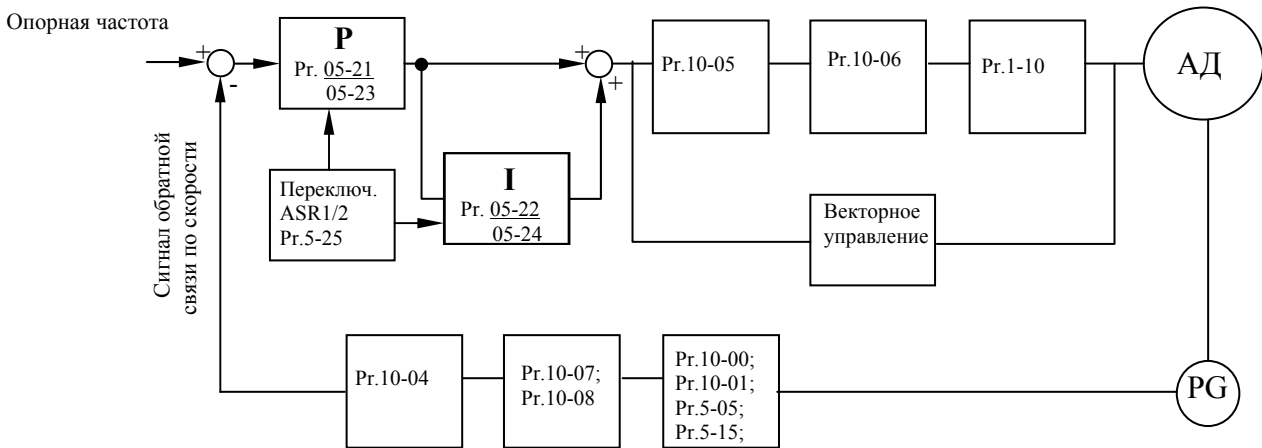 Опорная частота
+
-
P
Pr. 05-21
05-23
+
+
Pr.10-05
Pr.10-06
Pr.1-10
АД
Сигнал обратной
связи по скорости
Переключ.
ASR1/2
Pr.5-25
I
Pr. 05-22
05-24
Векторное
управление
Pr.10-04
Pr.10-07;
Pr.10-08
Pr.10-00;
Pr.10-01;
Pr.5-05;
Pr.5-15;
PG